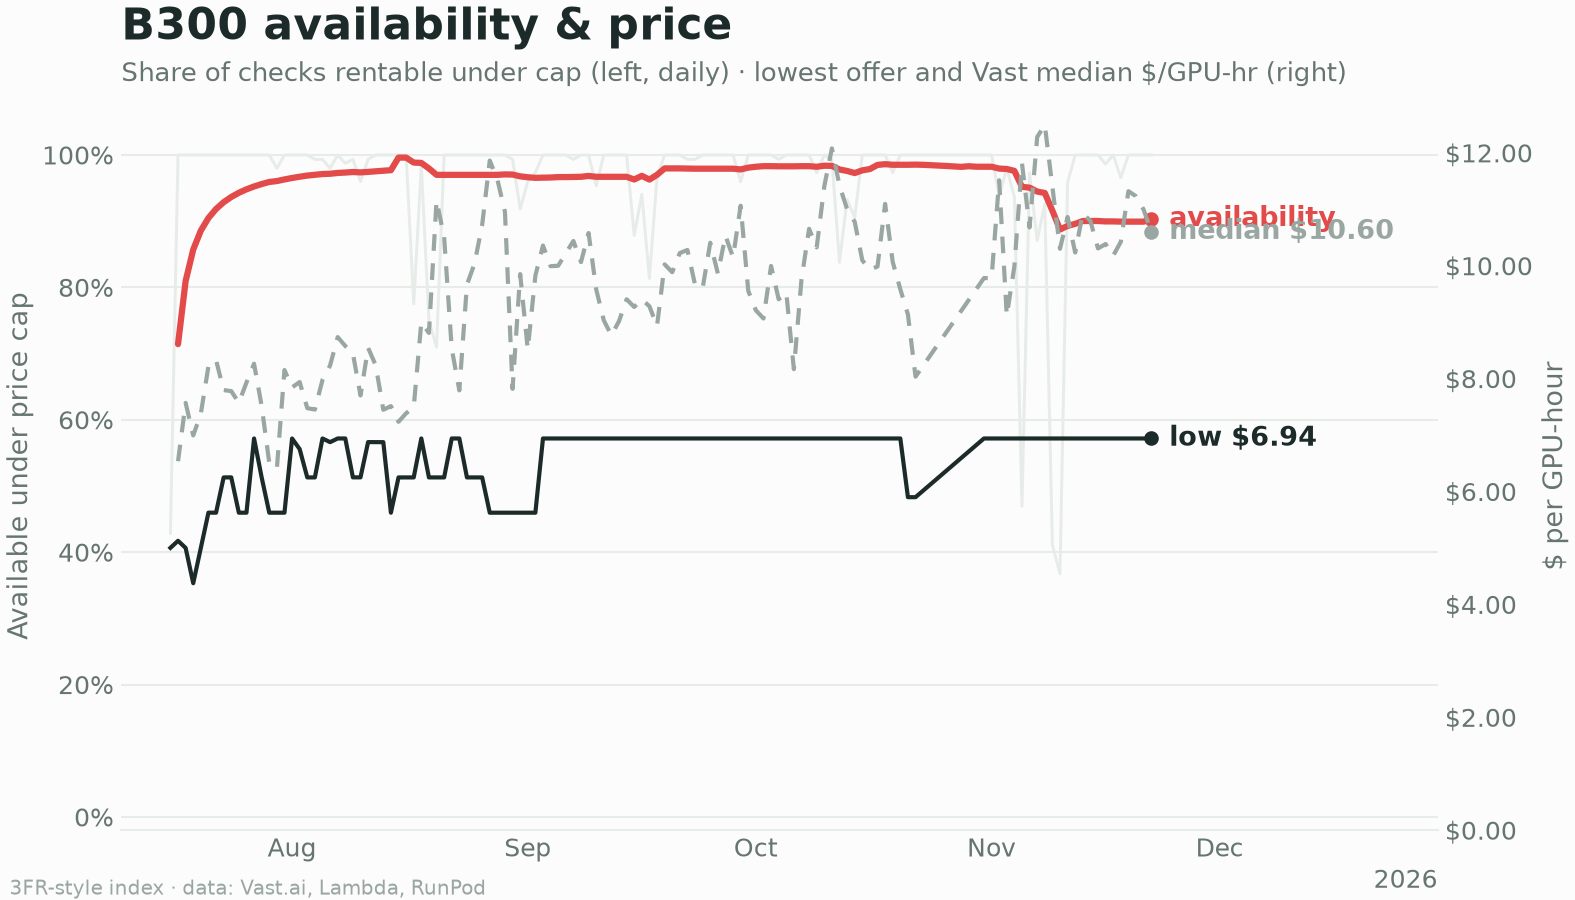 B300 availability & price
Share of checks rentable under cap (left, daily) · lowest offer and Vast median $/GPU-hr (right)
Available under price cap
100%
80%
60%
40%
20%
0%
$12.00
$10.00
$8.00
$6.00
$4.00
$2.00
$0.00
$ per GPU-hour
availability
median $10.60
low $6.94
Aug
Sep
Oct
Nov
Dec
2026
3FR-style index · data: Vast.ai, Lambda, RunPod